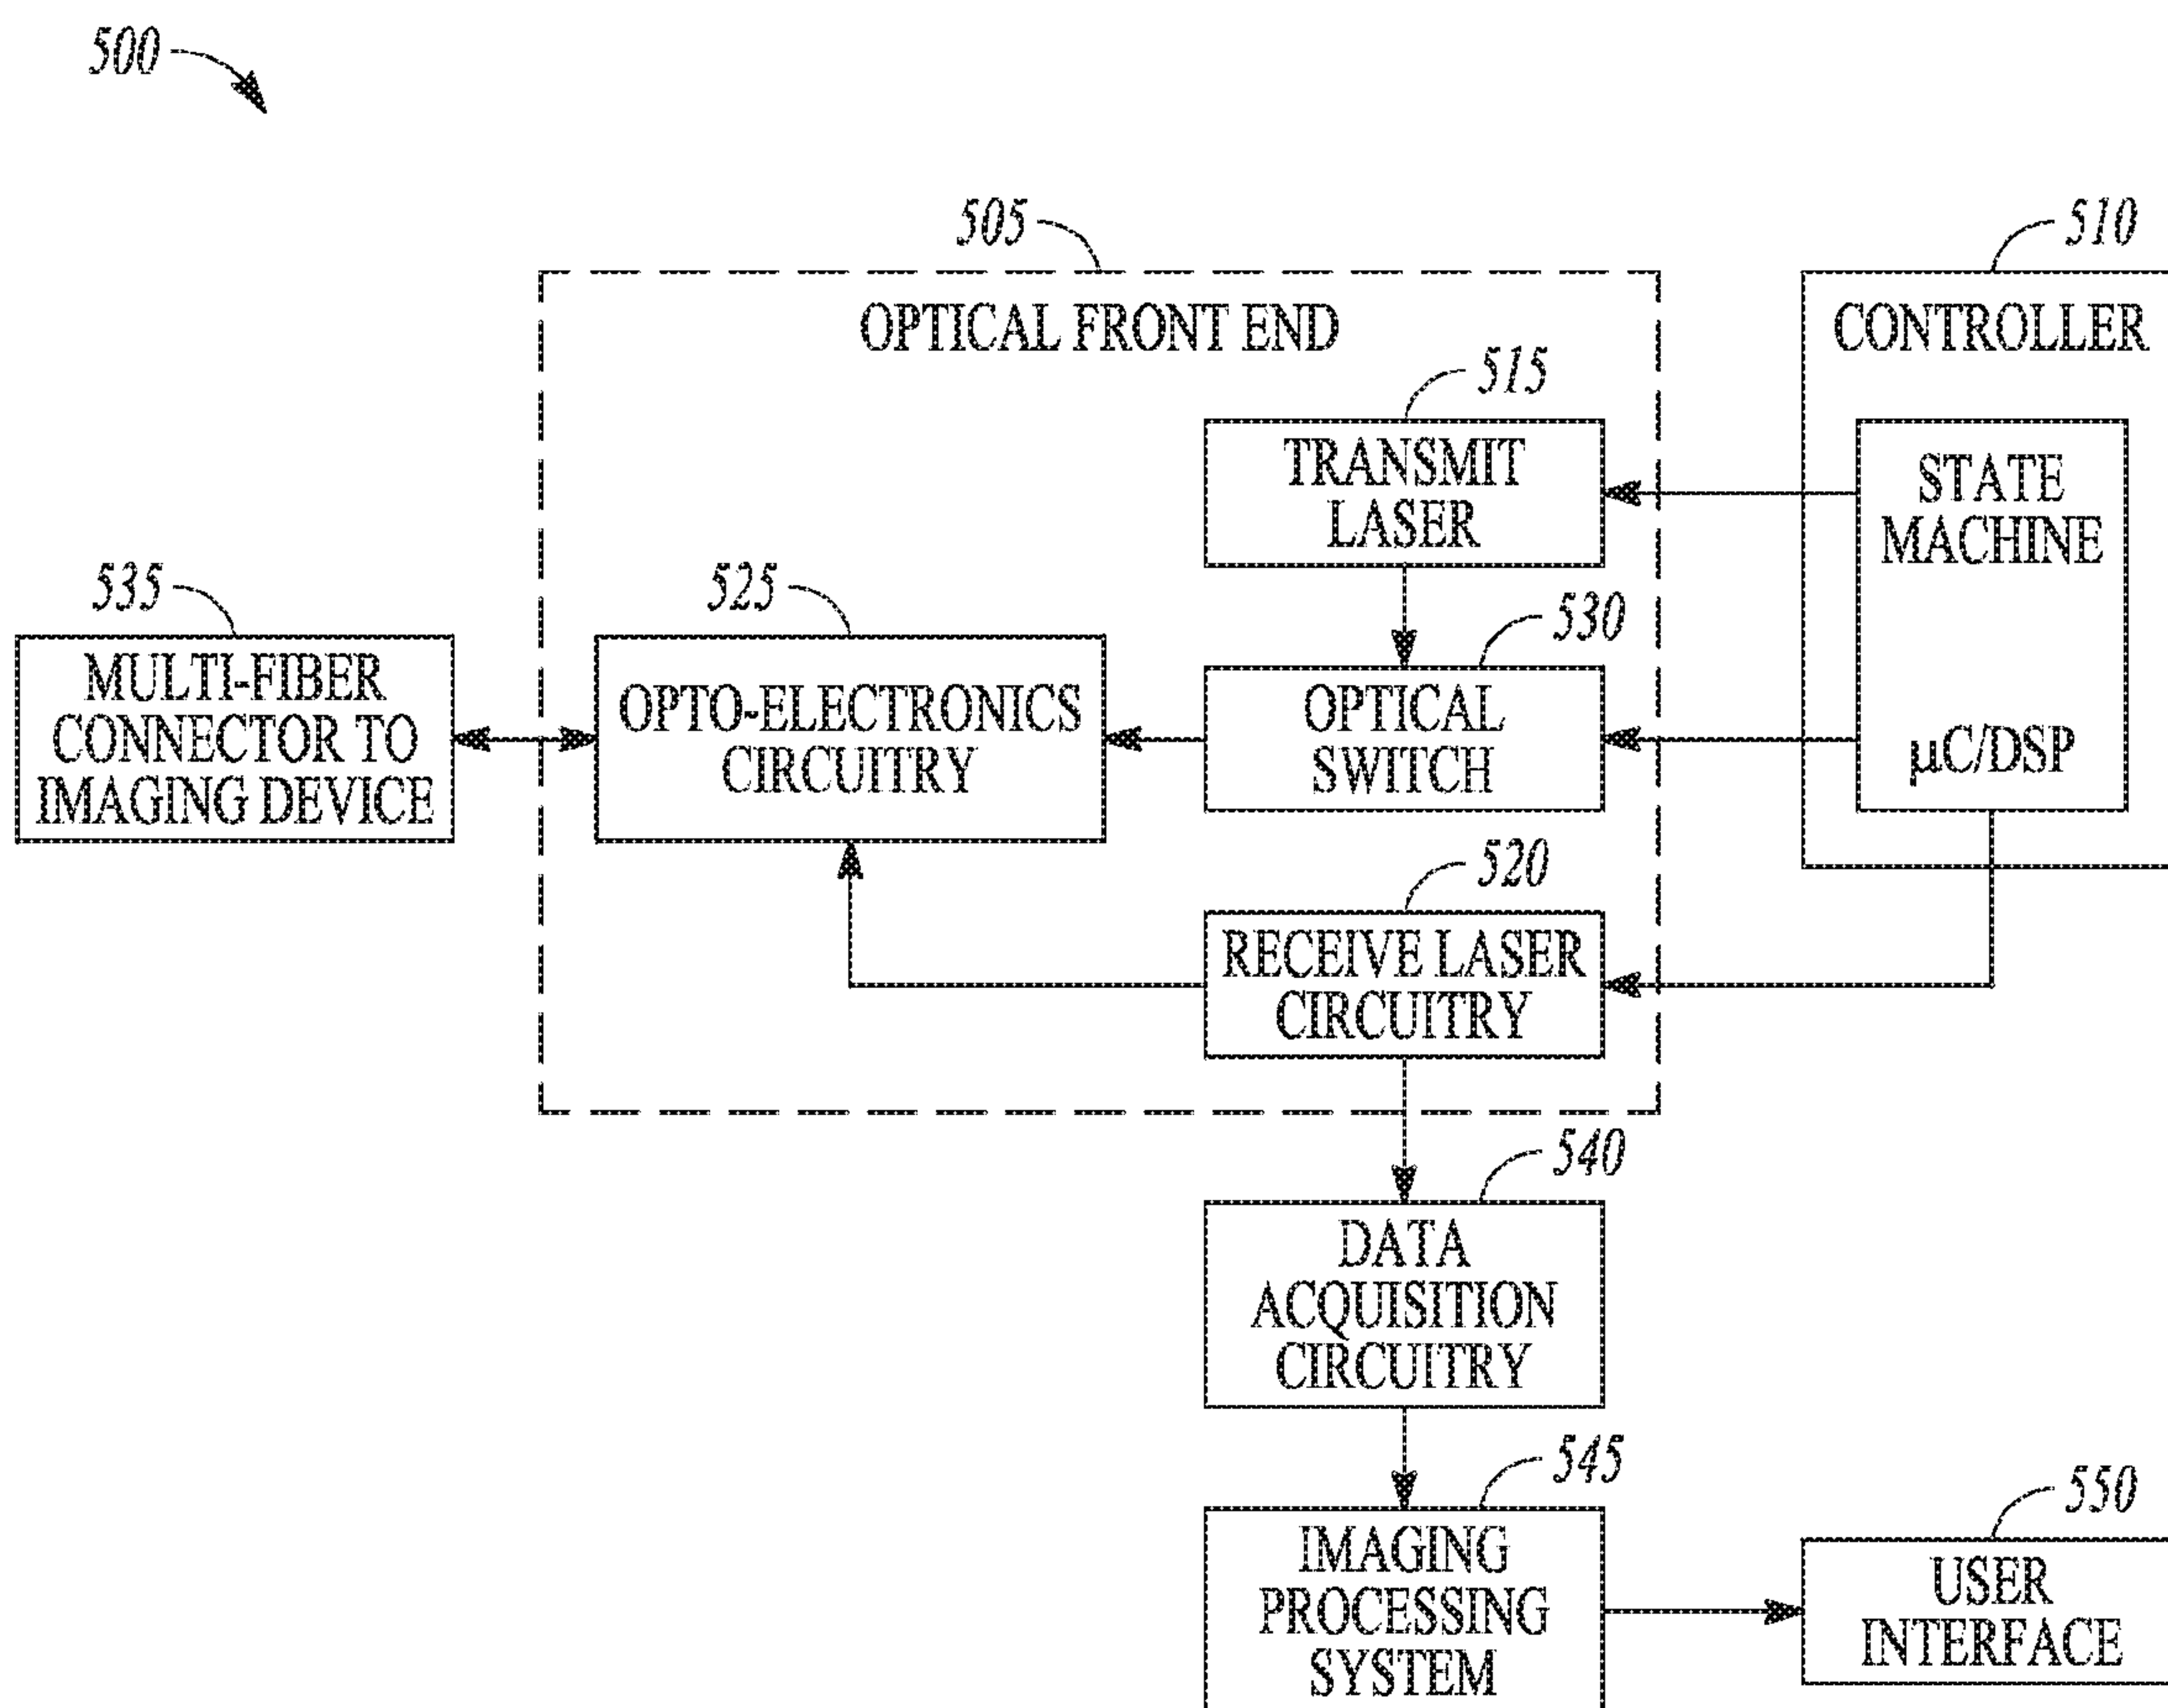 500
505
510
OPTICAL FRONT END
CONTROLLER
515
TRANSMIT
LASER
STATE
MACHINE
μC/DSP
535
525
530
MULTI-FIBER
CONNECTOR TO
IMAGING DEVICE
OPTO-ELECTRONICS
CIRCUITRY
OPTICAL
SWITCH
520
RECEIVE LASER
CIRCUITRY
540
DATA
ACQUISITION
CIRCUITRY
545
IMAGING
PROCESSING
SYSTEM
550
USER
INTERFACE